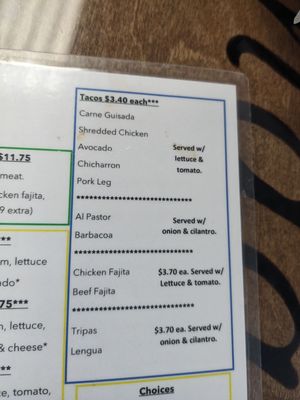 Tacos $3.40 each***
Carne Guisada
Shredded Chicken
Avocado
Chicharron
Pork Leg
Served w/
lettuce &
tomato.
*****************************
Al Pastor
Barbacoa
Served w/
onion & cilantro.
*****************************
Chicken Fajita
Beef Fajita
$3.70 ea. Served w/
Lettuce & tomato.
*****************************
Tripas
Lengua
$3.70 ea. Served w/
onion & cilantro.
Choices
$11.75
meat.
cken fajita,
9 extra)
***
m, lettuce
do*
75***
n, lettuce,
& cheese*
***
ce, tomato,